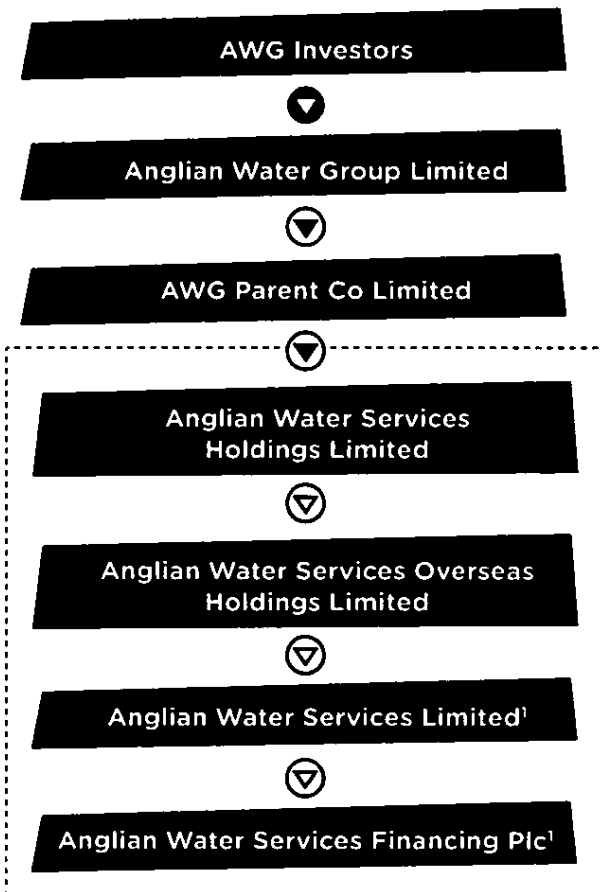 AWG Investors
Anglian Water Group Limited
AWG Parent Co Limited
Anglian Water Services
Holdings Limited
Anglian Water Services Overseas
Holdings Limited
Anglian Water Services Limited¹
Anglian Water Services Financing Plc¹